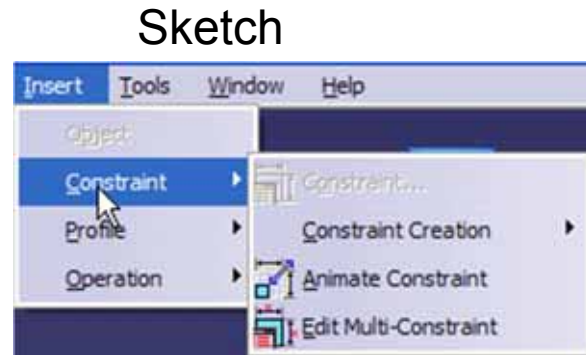 Sketch
Insert Tools Window Help
Object
Constraint
Constraint...
Profile
Constraint Creation
Operation
Animate Constraint
Edit Multi-Constraint